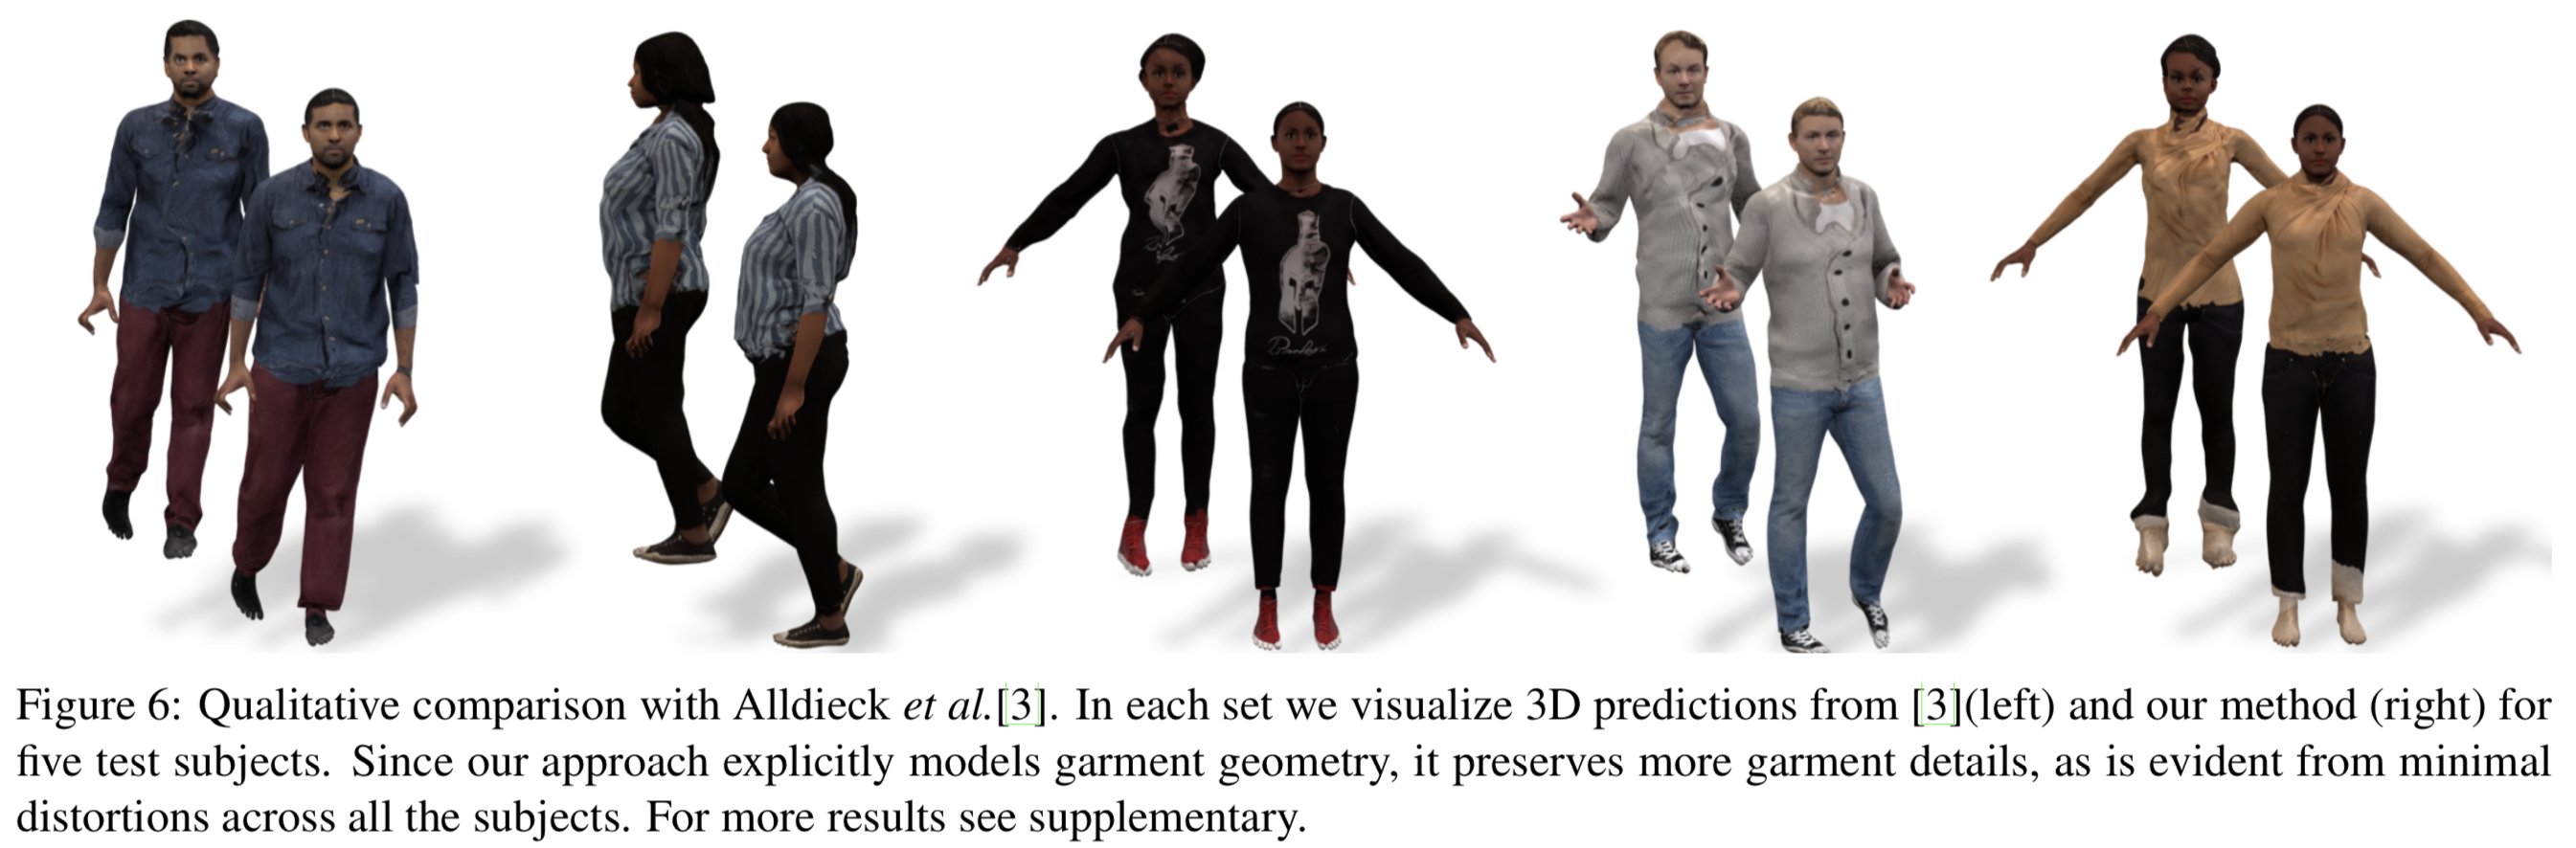 Figure 6: Qualitative comparison with Alldieck et al.[3]. In each set we visualize 3D predictions from [3](left) and our method (right) for
five test subjects. Since our approach explicitly models garment geometry, it preserves more garment details, as is evident from minimal
distortions across all the subjects. For more results see supplementary.